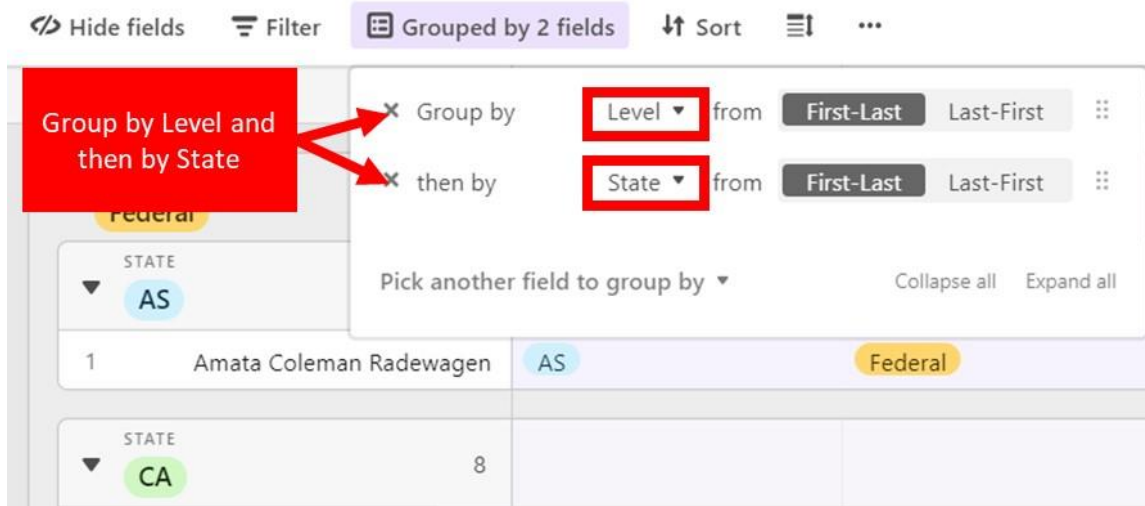 Hide fields Filter Grouped by 2 fields Sort
Group by Level and
then by State
Group by Level from First-Last Last-First
then by State from First-Last Last-First
Pick another field to group by Collapse all Expand all
Federal
STATE
AS
1 Amata Coleman Radewagen AS Federal
STATE
CA 8